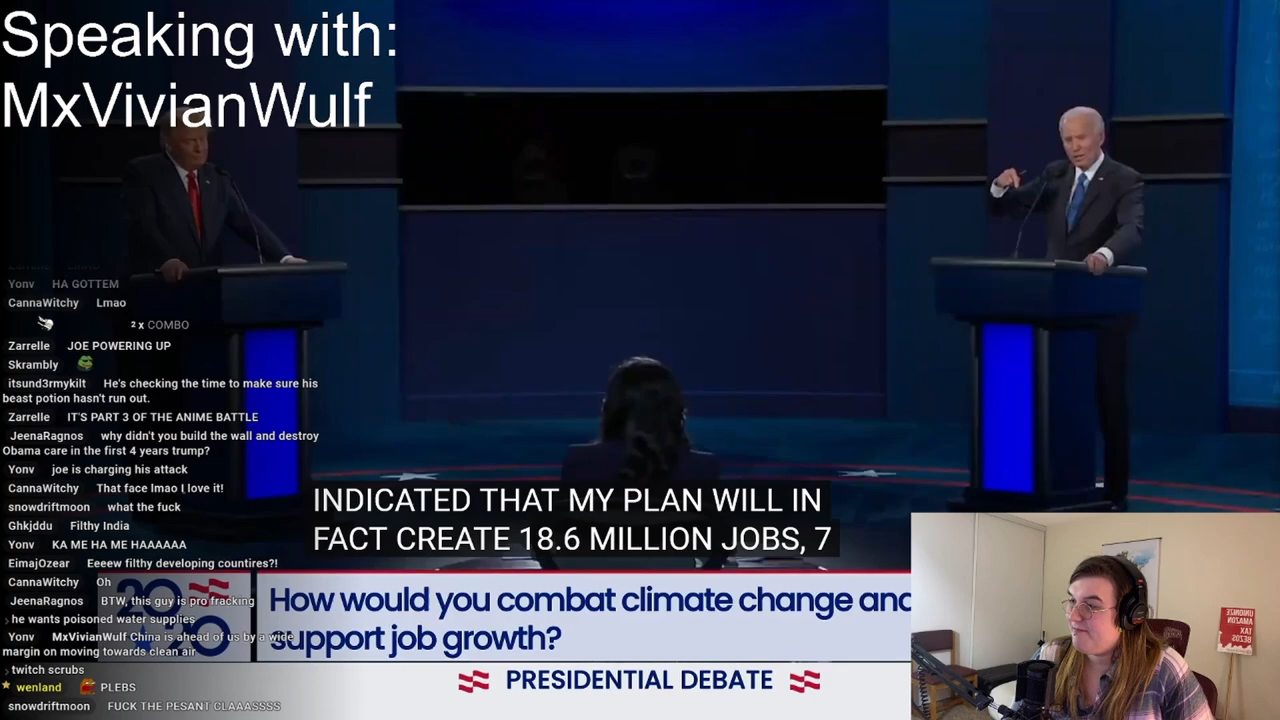 Speaking with:
MxVivianWulf
Yonv HA GOTTEM
CannaWitchy Lmao
2 x COMBO
Zarrelle JOE POWERING UP
Skrambly
itsund3rmykilt He's checking the time to make sure his
beast potion hasn't run out.
Zarrelle IT'S PART 3 OF THE ANIME BATTLE
JeenaRagnos why didn't you build the wall and destroy
Obama care in the first 4 years trump?
Yonv joe is charging his attack
CannaWitchy That face lmao I love it!
snowdriftmoon what the fuck
Ghkjddu Filthy India
Yonv KA ME HA ME HAAAAAA
EimajOzear Eeeew filthy developing countires?!
CannaWitchy Oh
JeenaRagnos BTW, this guy is pro fracking
he wants poisoned water supplies
Yonv MxVivianWulf China is ahead of us by a wide
margin on moving towards clean air
twitch scrubs
wenland PLEBS
snowdriftmoon FUCK THE PESANT CLAAASSSS
INDICATED THAT MY PLAN WILL IN
FACT CREATE 18.6 MILLION JOBS, 7
2020
How would you combat climate change and
support job growth?
PRESIDENTIAL DEBATE
UNIONIZE
AMAZON
TAX
BEZOS